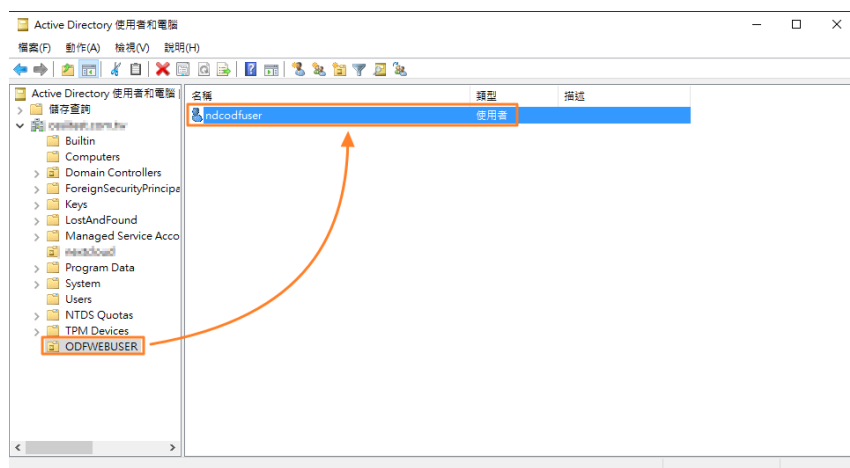 Active Directory 使用者和電腦
檔案(F) 動作(A) 檢視(V) 說明(H)
Active Directory 使用者和電腦
儲存查詢
Builtin
Computers
Domain Controllers
ForeignSecurityPrincipa
Keys
LostAndFound
Managed Service Acco
Program Data
System
Users
NTDS Quotas
TPM Devices
ODFWEBUSER
名稱 類型 描述
ndcodfuser 使用者